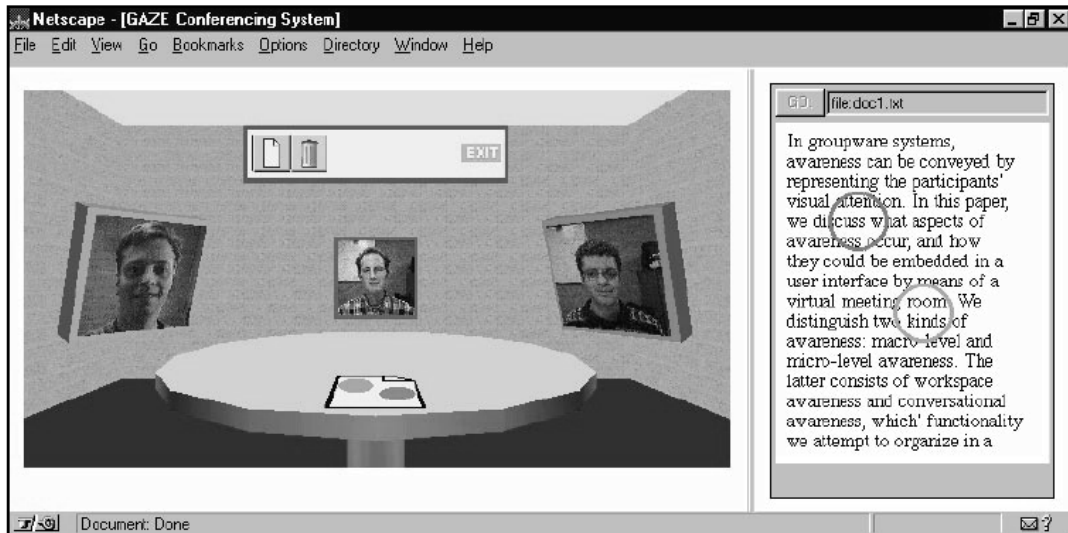 Netscape - [GAZE Conferencing System]
File Edit View Go Bookmarks Options Directory Window Help
EXIT
GO: file:doc1.txt
In groupware systems,
awareness can be conveyed by
representing the participants'
visual attention. In this paper,
we discuss what aspects of
awareness occur, and how
they could be embedded in a
user interface by means of a
virtual meeting room. We
distinguish two kinds of
awareness: macro-level and
micro-level awareness. The
latter consists of workspace
awareness and conversational
awareness, which' functionality
we attempt to organize in a
Document: Done